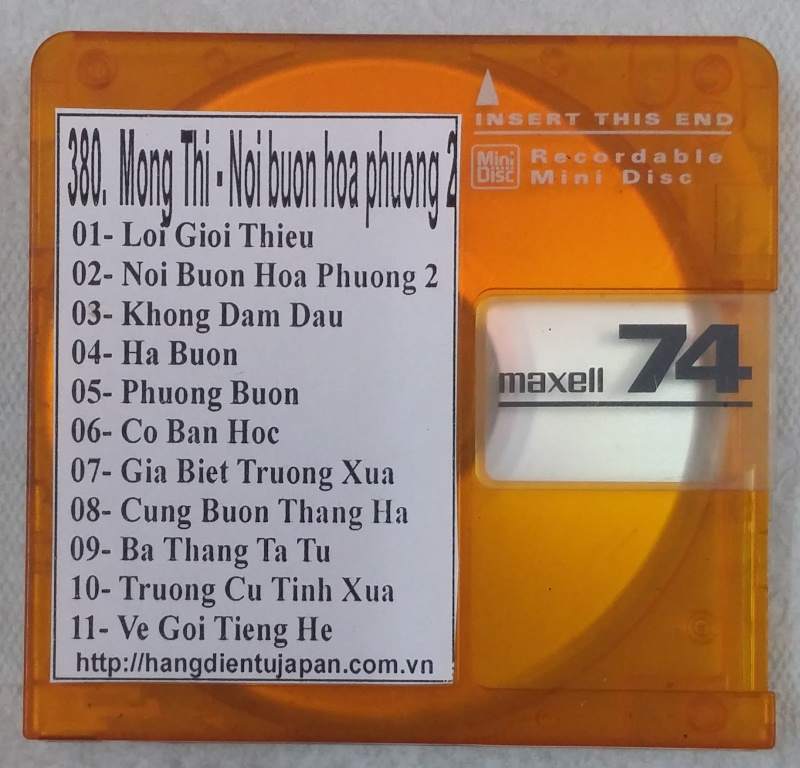 380. Mong Thi - Noi buon hoa phuong 2
01- Loi Gioi Thieu
02- Noi Buon Hoa Phuong 2
03- Khong Dam Dau
04- Ha Buon
05- Phuong Buon
06- Co Ban Hoc
07- Gia Biet Truong Xua
08- Cung Buon Thang Ha
09- Ba Thang Ta Tu
10- Truong Cu Tinh Xua
11- Ve Goi Tieng He
http://hangdientujapan.com.vn
INSERT THIS END
Mini Disc
Recordable
Mini Disc
maxell 74